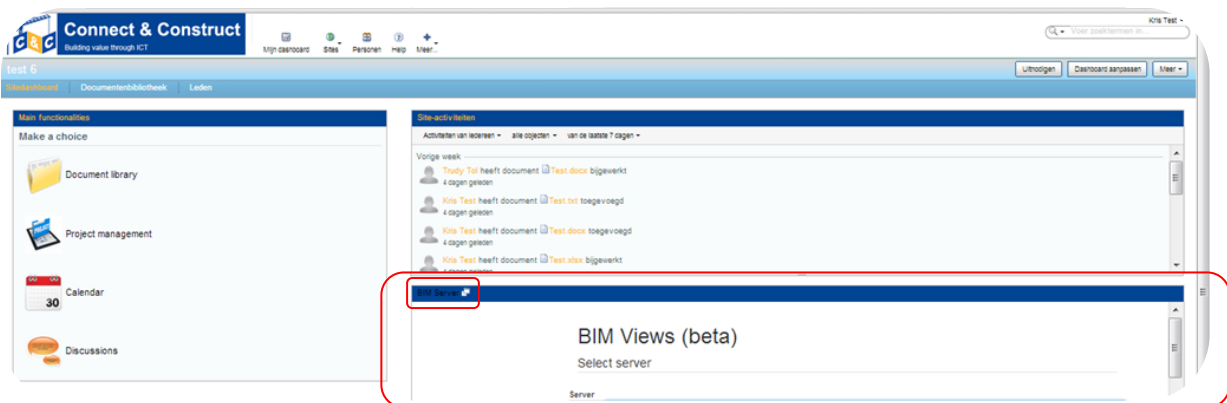 Connect & Construct
Building value through ICT
C&C
Mijn dashboard Sites Personen Help Meer...
Kris Test
Voer zoektermen in...
test 6
Uitnodigen Dashboard aanpassen Meer
Sitedashboard Documentenbibliotheek Leden
Main functionalities
Make a choice
Document library
PROJECT
Project management
Calendar
30
Discussions
Site-activiteiten
Activiteiten van iedereen alle objecten van de laatste 7 dagen
Vorige week
Trudy Tol heeft document Test.docx bijgewerkt
4 dagen geleden
Kris Test heeft document Test.txt toegevoegd
4 dagen geleden
Kris Test heeft document Test.docx toegevoegd
4 dagen geleden
Kris Test heeft document Test.xlsx bijgewerkt
4 dagen geleden
BIM Server
BIM Views (beta)
Select server
Server